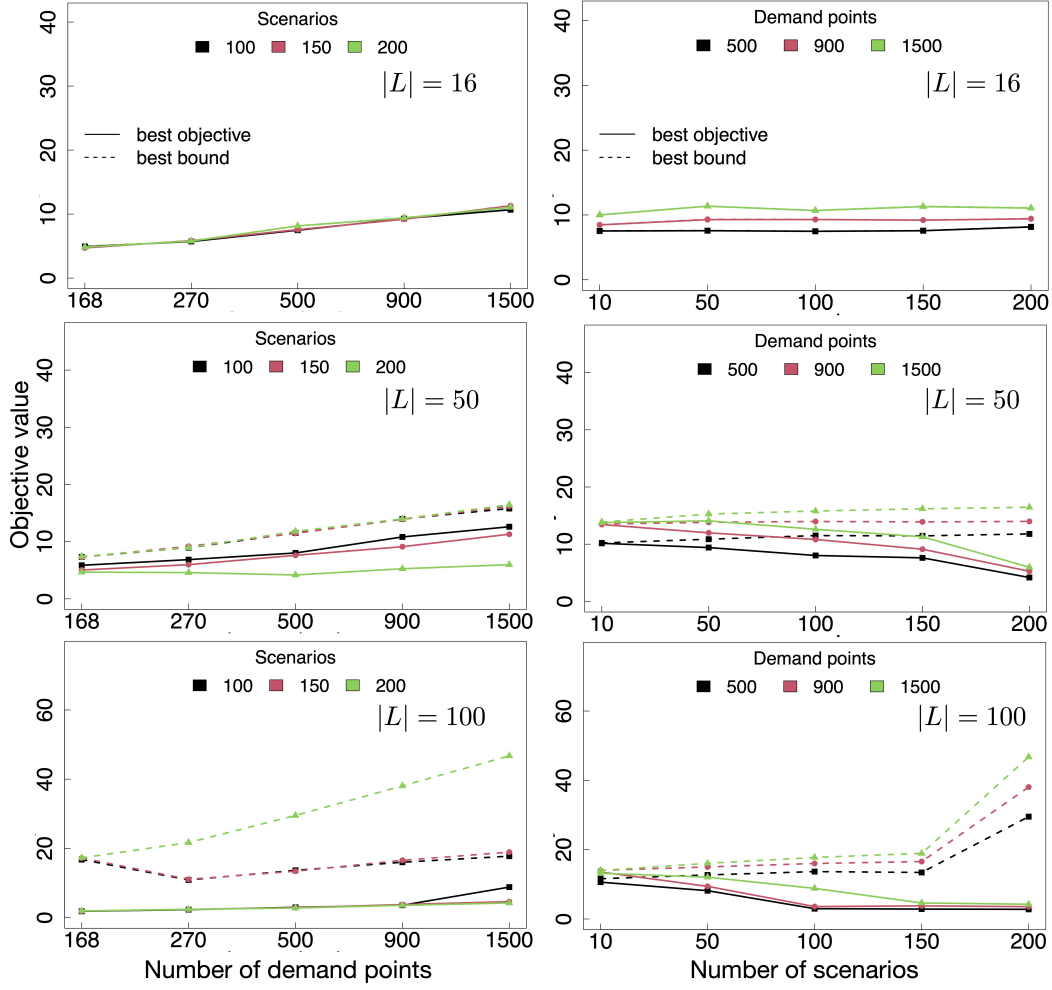 Scenarios
100 150 200
|L| = 16
best objective
best bound
0 10 20 30 40
168 270 500 900 1500
Demand points
500 900 1500
|L| = 16
best objective
best bound
0 10 20 30 40
10 50 100 150 200
Objective value
Scenarios
100 150 200
|L| = 50
0 10 20 30 40
168 270 500 900 1500
Demand points
500 900 1500
|L| = 50
0 10 20 30 40
10 50 100 150 200
Scenarios
100 150 200
|L| = 100
0 20 40 60
168 270 500 900 1500
Number of demand points
Demand points
500 900 1500
|L| = 100
0 20 40 60
10 50 100 150 200
Number of scenarios